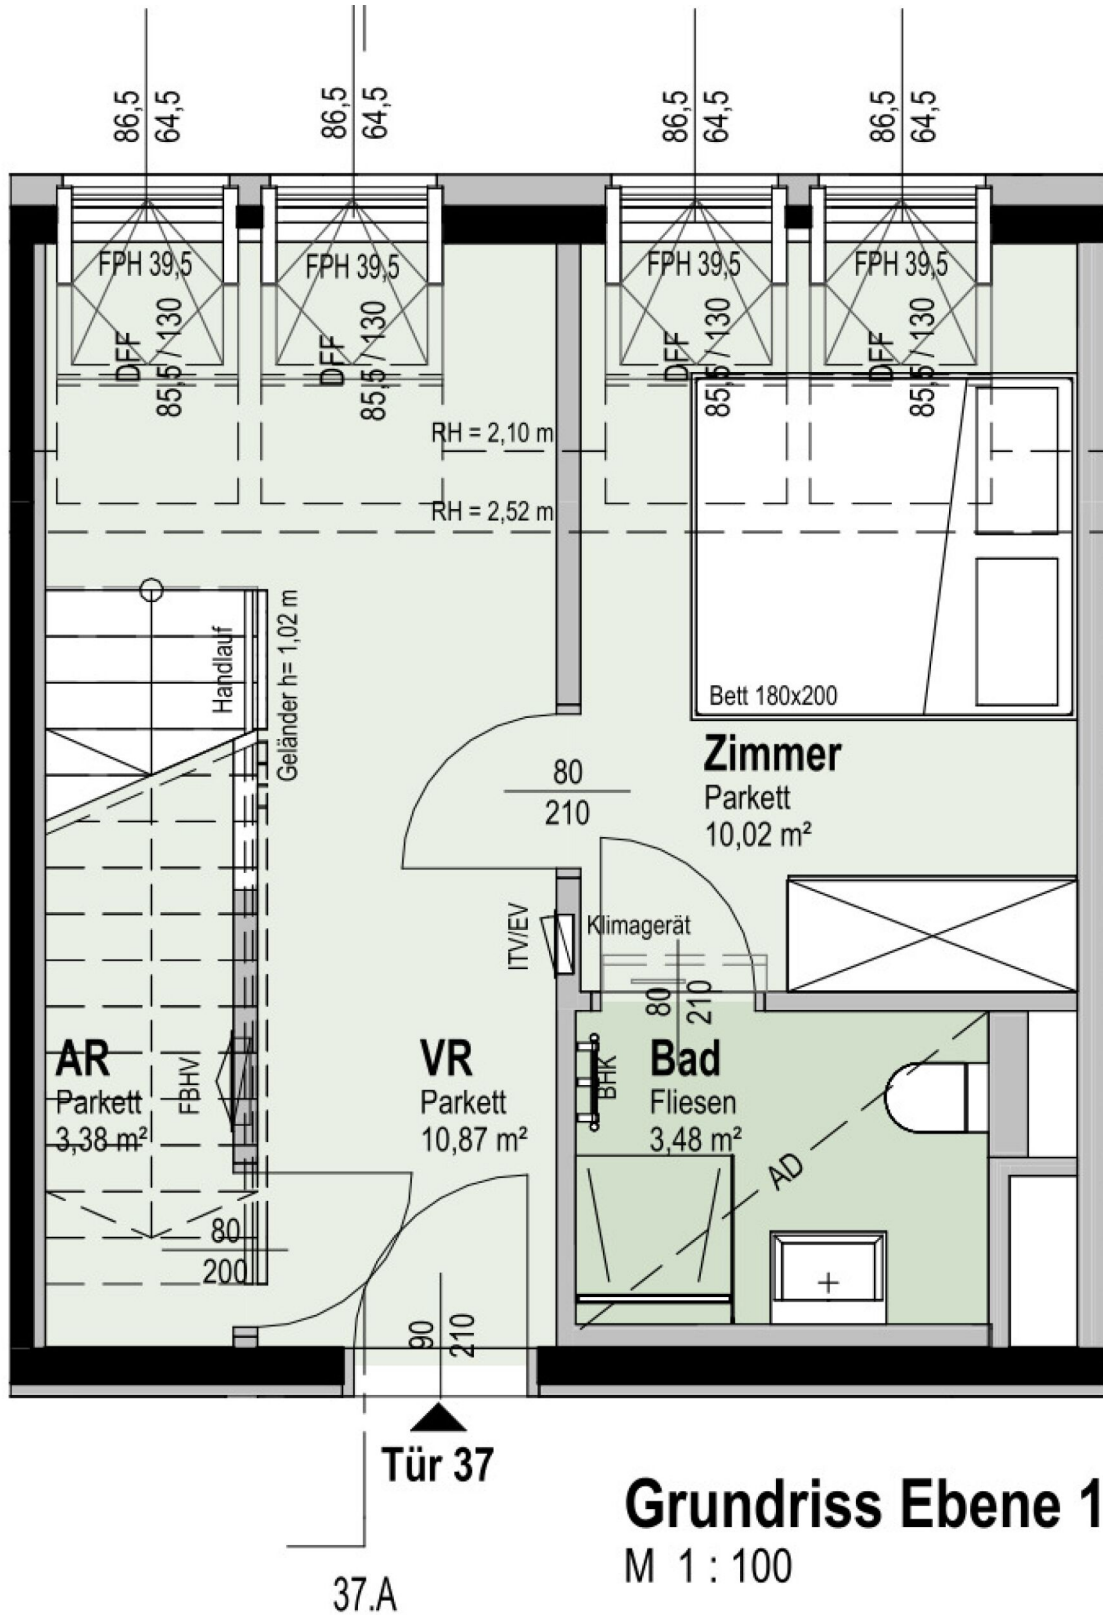 86,5
64,5
86,5
64,5
86,5
64,5
86,5
64,5
FPH 39,5
FPH 39,5
FPH 39,5
FPH 39,5
DFF
85,5 / 130
DFF
85,5 / 130
DFF
85,5 / 130
DFF
85,5 / 130
RH = 2,10 m
RH = 2,52 m
Handlauf
Geländer h= 1,02 m
Bett 180x200
Zimmer
Parkett
10,02 m²
80
210
ITV/EV
Klimagerät
80
210
AR
Parkett
3,38 m²
FBHV
VR
Parkett
10,87 m²
BHK
Bad
Fliesen
3,48 m²
AD
80
200
90
210
Tür 37
Grundriss Ebene 1
M 1 : 100
37.A